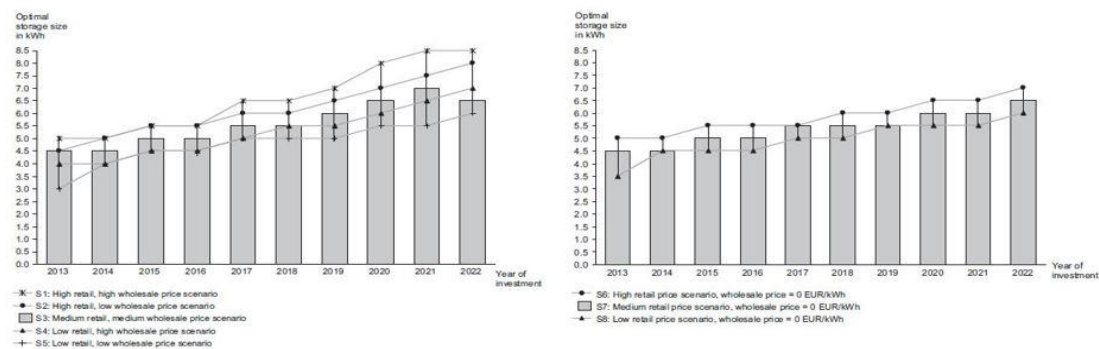 Optimal
storage size
in kWh
8.5
8.0
7.5
7.0
6.5
6.0
5.5
5.0
4.5
4.0
3.5
3.0
2.5
2.0
1.5
1.0
0.5
0.0
2013 2014 2015 2016 2017 2018 2019 2020 2021 2022
Year of
investment
S1: High retail, high wholesale price scenario
S2: High retail, low wholesale price scenario
S3: Medium retail, medium wholesale price scenario
S4: Low retail, high wholesale price scenario
S5: Low retail, low wholesale price scenario
Optimal
storage size
in kWh
8.5
8.0
7.5
7.0
6.5
6.0
5.5
5.0
4.5
4.0
3.5
3.0
2.5
2.0
1.5
1.0
0.5
0.0
2013 2014 2015 2016 2017 2018 2019 2020 2021 2022
Year of
investment
S6: High retail price scenario, wholesale price = 0 EUR/kWh
S7: Medium retail price scenario, wholesale price = 0 EUR/kWh
S8: Low retail price scenario, wholesale price = 0 EUR/kWh